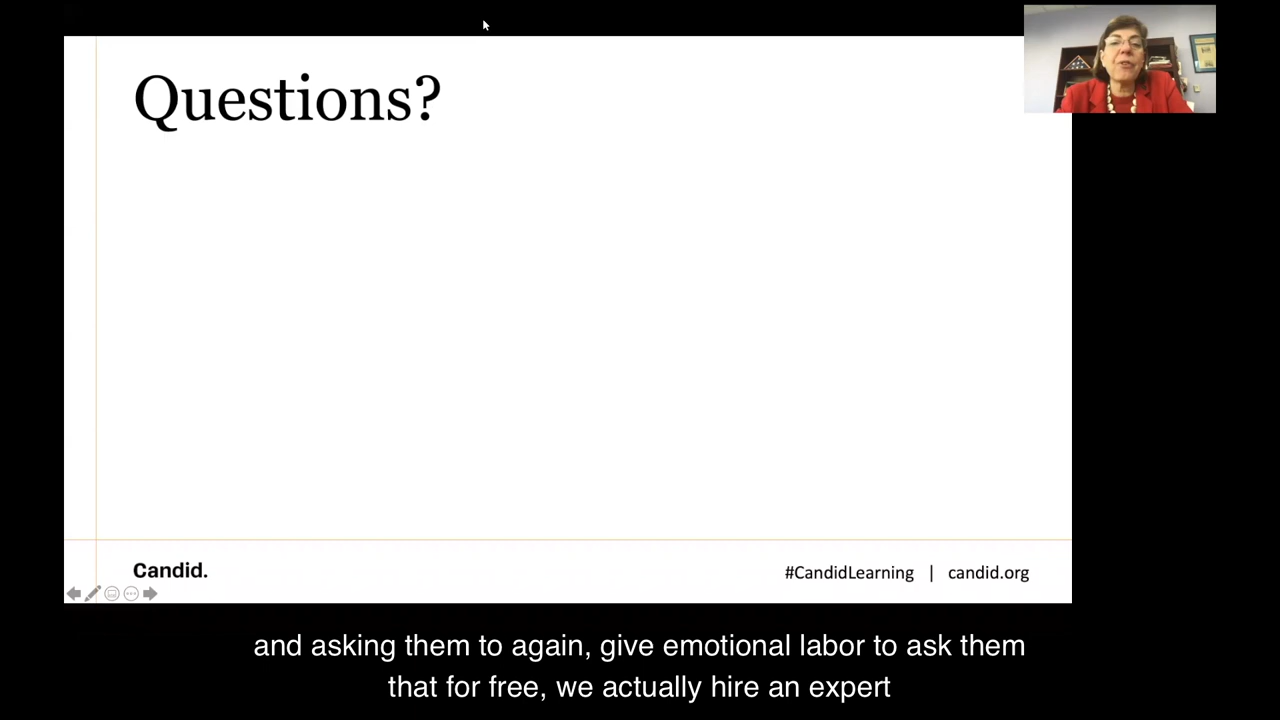 Questions?
Candid.
#CandidLearning | candid.org
and asking them to again, give emotional labor to ask them
that for free, we actually hire an expert